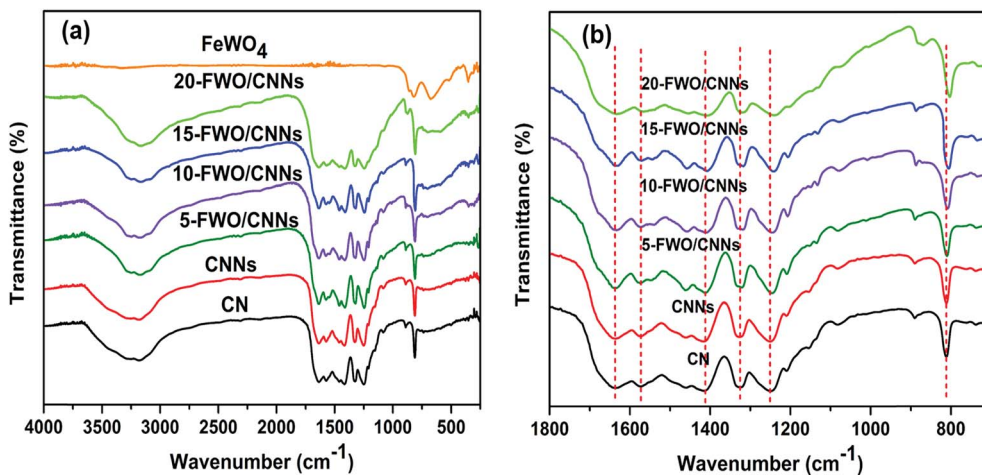 (a)
FeWO4
20-FWO/CNNs
15-FWO/CNNs
10-FWO/CNNs
5-FWO/CNNs
CNNs
CN
Transmittance (%)
4000 3500 3000 2500 2000 1500 1000 500
Wavenumber (cm-1)
(b)
20-FWO/CNNs
15-FWO/CNNs
10-FWO/CNNs
5-FWO/CNNs
CNNs
CN
Transmittance (%)
1800 1600 1400 1200 1000 800
Wavenumber (cm-1)